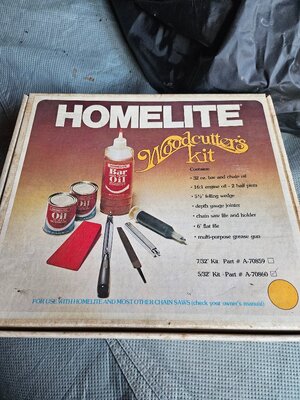 HOMELITE®
Woodcutter's
kit
Contains:
· 32 oz. bar and chain oil
· 16:1 engine oil - 2 half pints
· 5½" felling wedge
· depth gauge jointer
· chain saw file and holder
· 6" flat file
· multi-purpose grease gun
Bar
Oil
Oil
Oil
7/32" Kit - Part # A-70859
5/32" Kit - Part # A-70860
FOR USE WITH HOMELITE AND MOST OTHER CHAIN SAWS (check your owner's manual)